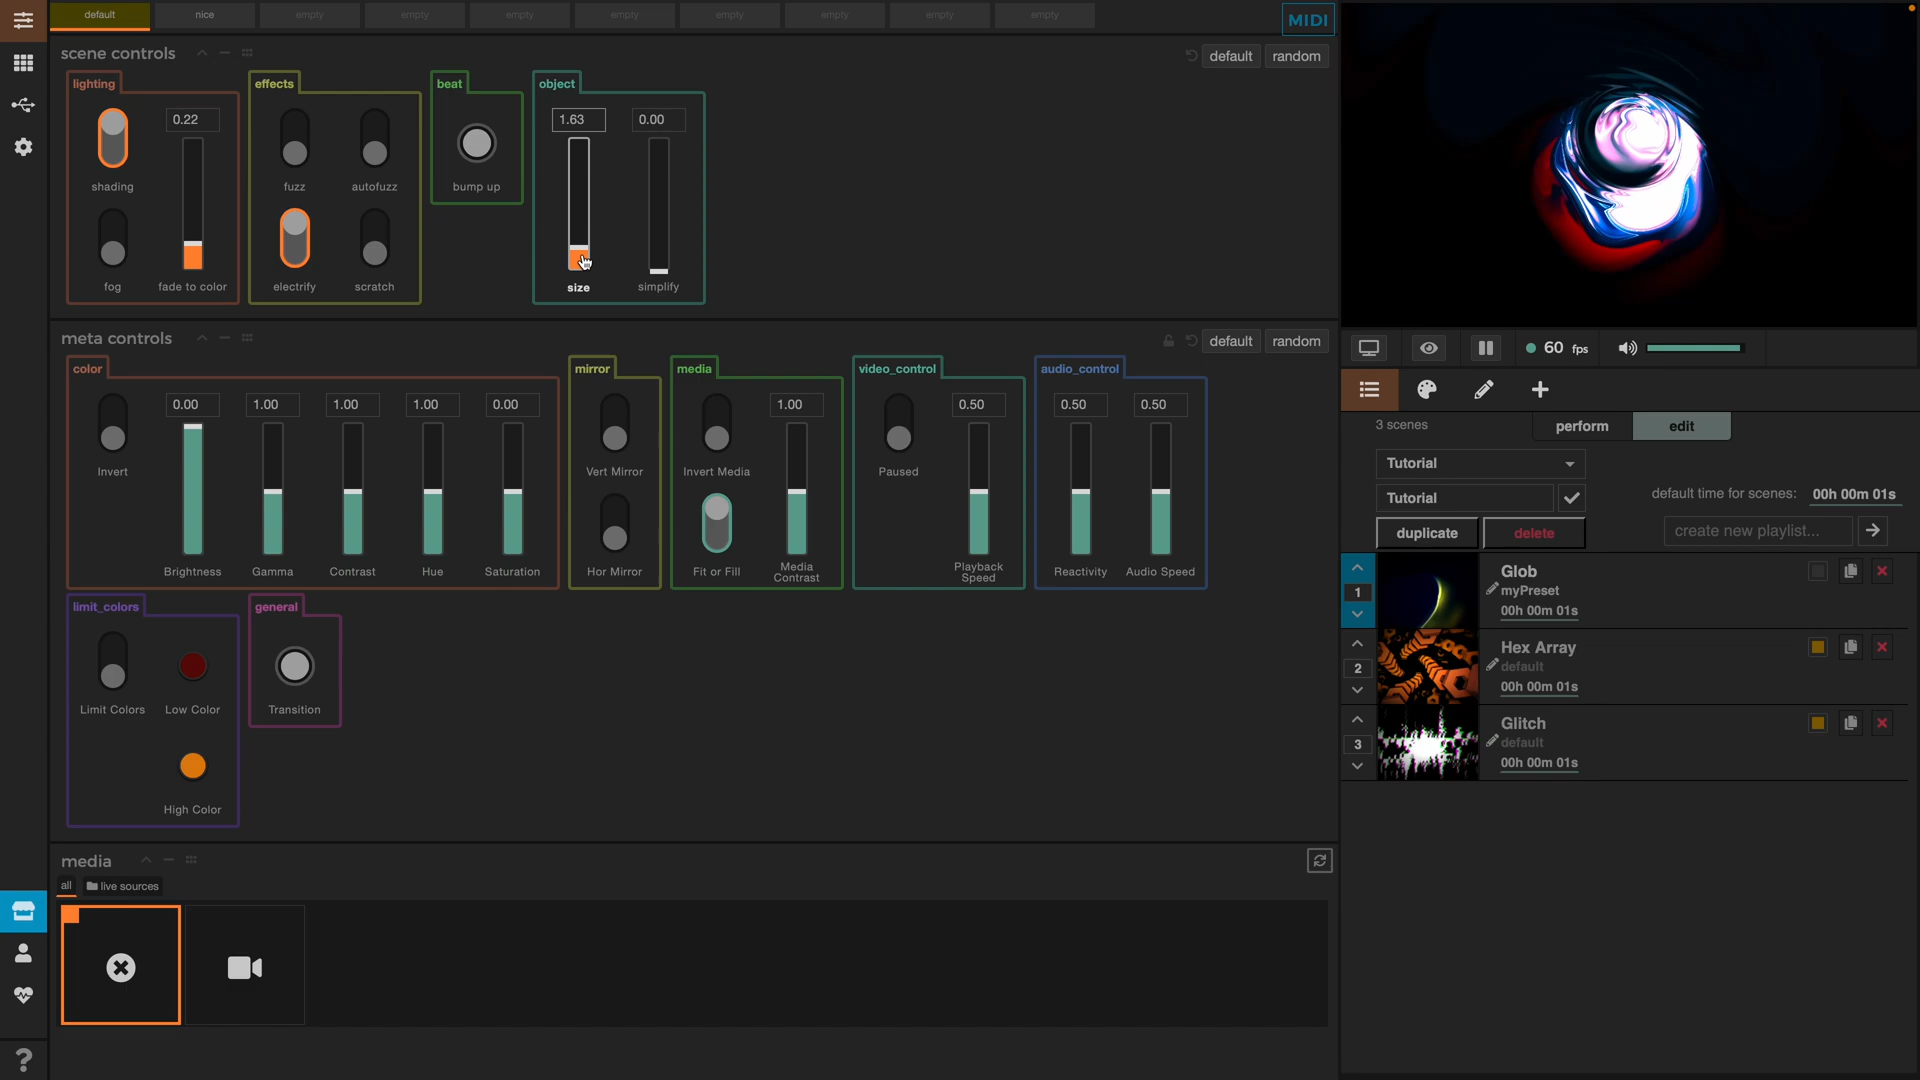 default
nice
empty
empty
empty
empty
empty
empty
empty
empty
MIDI
scene controls
default
random
lighting
shading
0.22
fog
fade to color
effects
fuzz
autofuzz
electrify
scratch
beat
bump up
object
1.63
0.00
size
simplify
meta controls
default
random
color
0.00
1.00
1.00
1.00
0.00
Invert
Brightness
Gamma
Contrast
Hue
Saturation
mirror
Vert Mirror
Hor Mirror
media
1.00
Invert Media
Fit or Fill
Media
Contrast
video_control
0.50
Paused
Playback
Speed
audio_control
0.50
0.50
Reactivity
Audio Speed
limit_colors
Limit Colors
Low Color
High Color
general
Transition
media
all
live sources
60 fps
3 scenes
perform
edit
Tutorial
Tutorial
default time for scenes: 00h 00m 01s
duplicate
delete
create new playlist...
1
Glob
myPreset
00h 00m 01s
2
Hex Array
default
00h 00m 01s
3
Glitch
default
00h 00m 01s
?